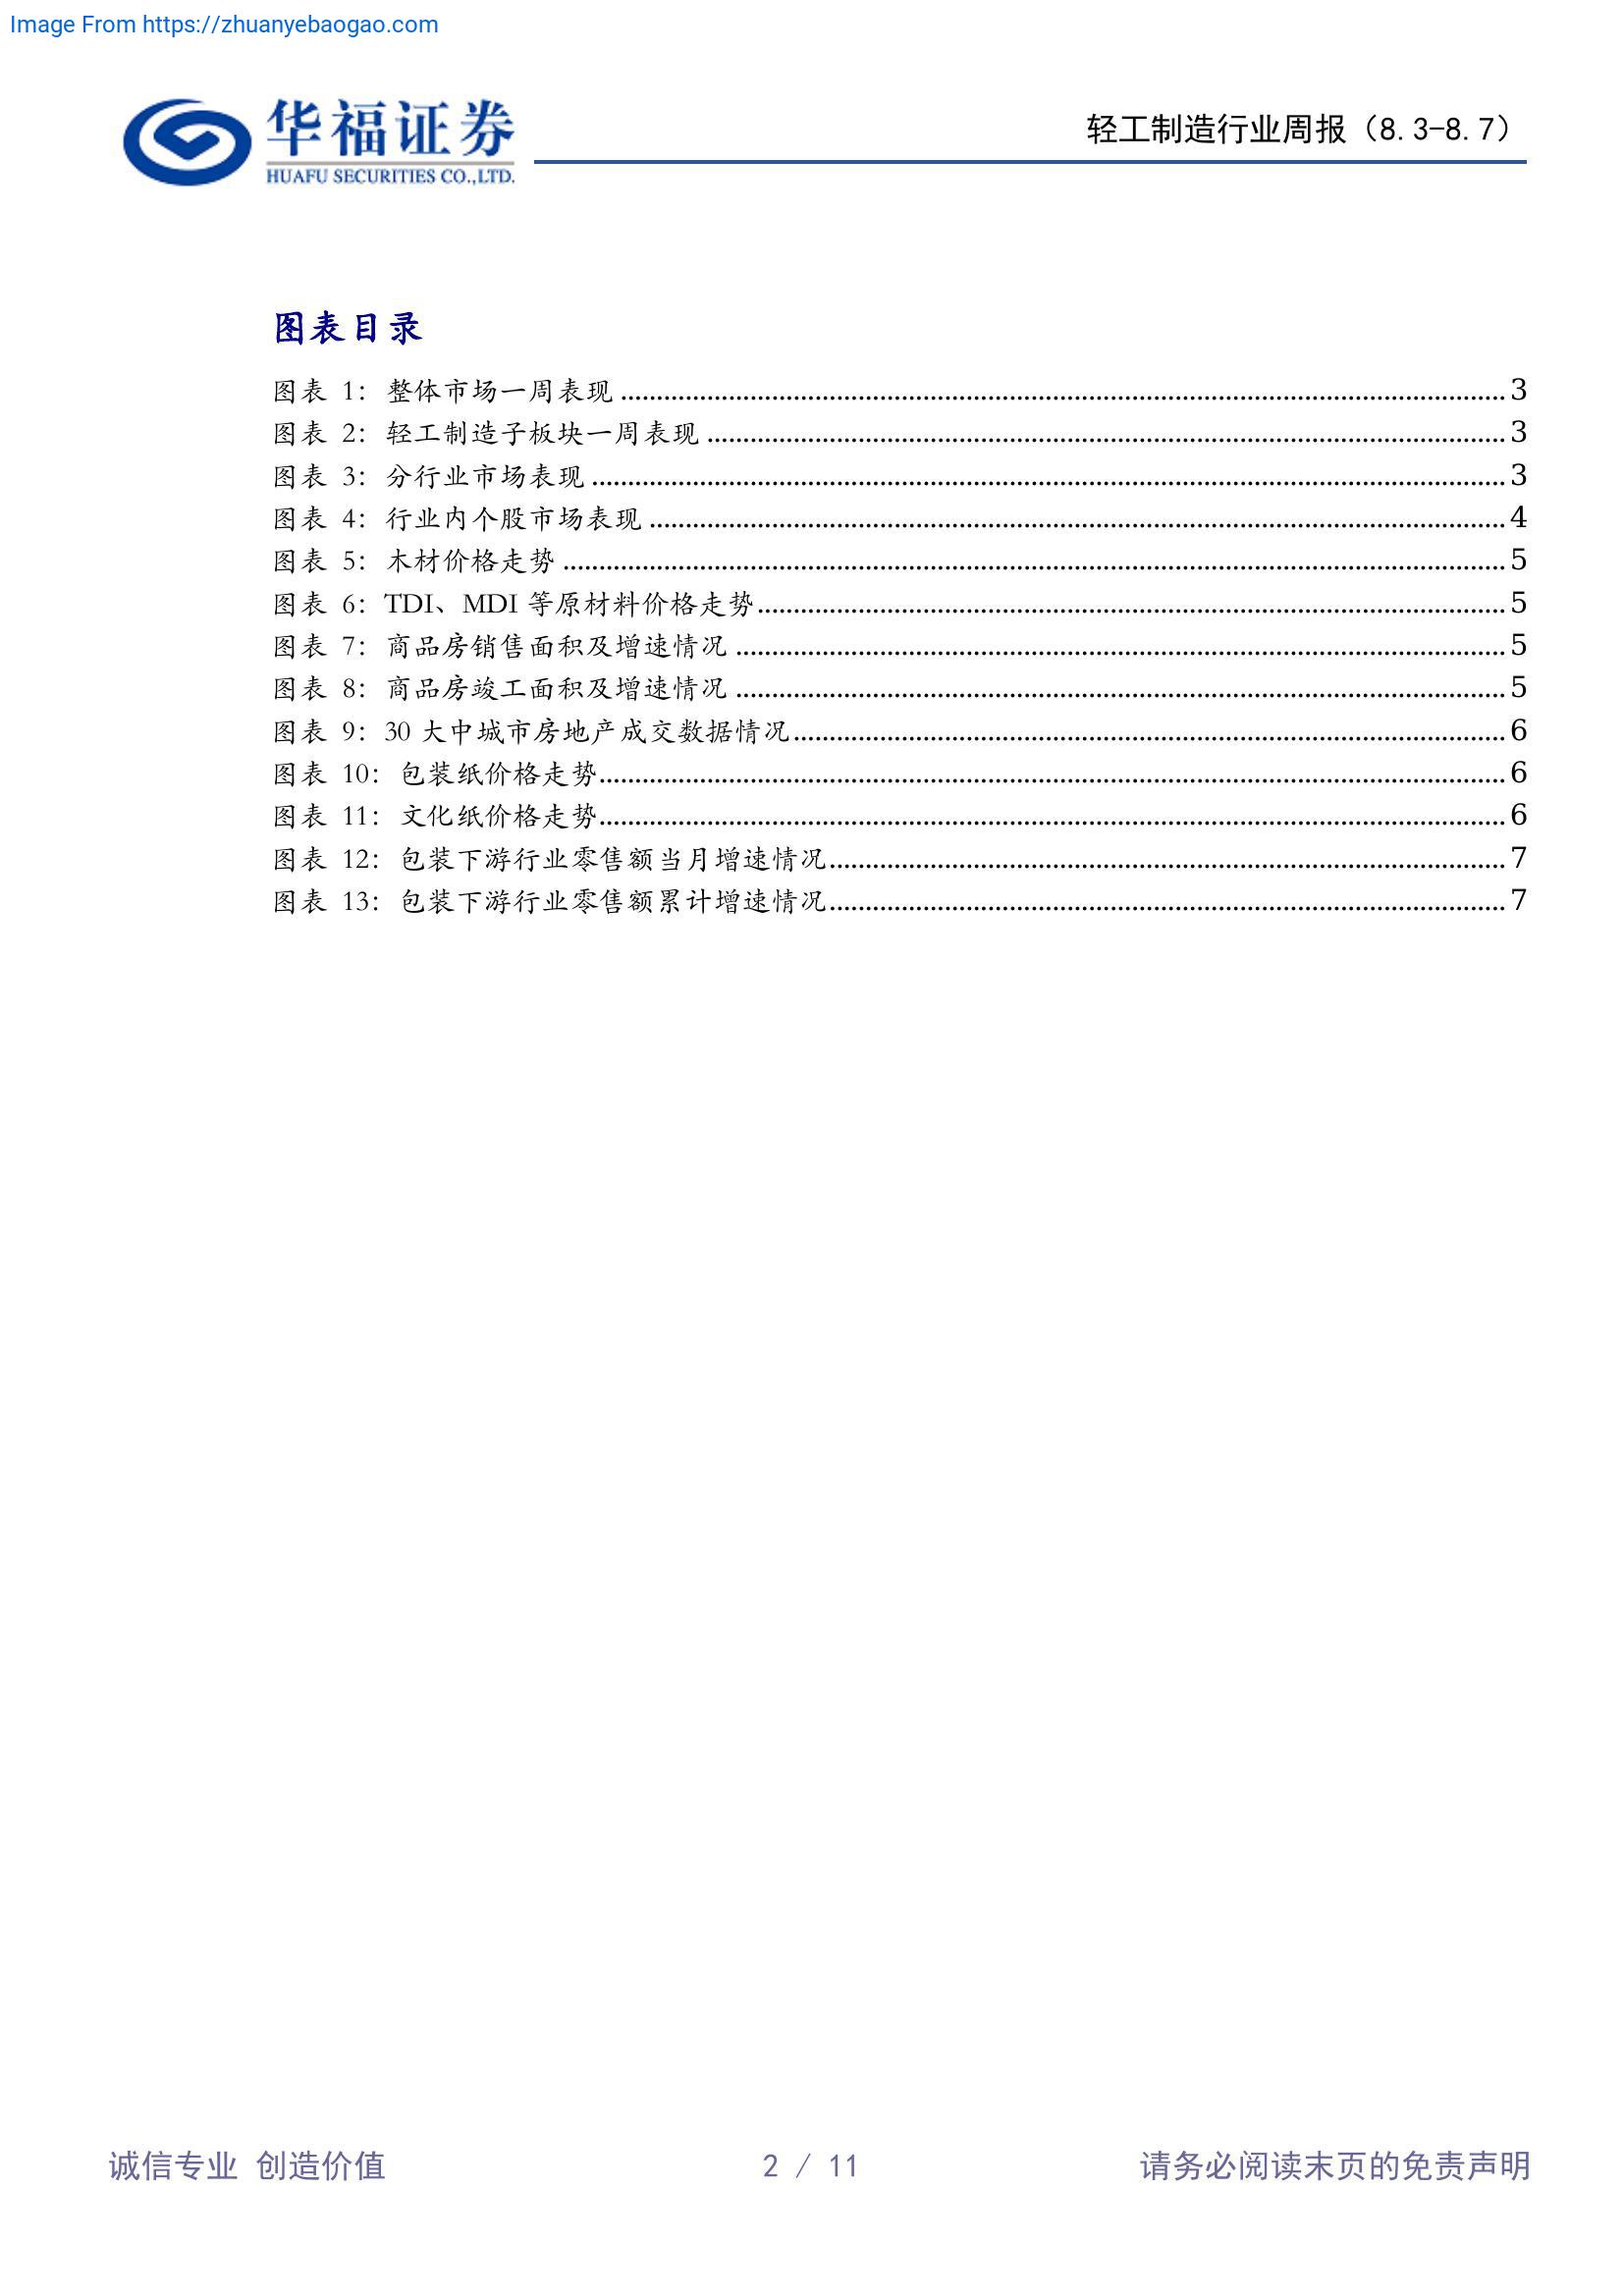 Image From https://zhuanyebaogao.com
华福证券
HUAFU SECURITIES CO.,LTD.
轻工制造行业周报（8.3-8.7）
图表目录
图表 1：整体市场一周表现 3
图表 2：轻工制造子板块一周表现 3
图表 3：分行业市场表现 3
图表 4：行业内个股市场表现 4
图表 5：木材价格走势 5
图表 6：TDI、MDI 等原材料价格走势 5
图表 7：商品房销售面积及增速情况 5
图表 8：商品房竣工面积及增速情况 5
图表 9：30 大中城市房地产成交数据情况 6
图表 10：包装纸价格走势 6
图表 11：文化纸价格走势 6
图表 12：包装下游行业零售额当月增速情况 7
图表 13：包装下游行业零售额累计增速情况 7
诚信专业 创造价值
2 / 11
请务必阅读末页的免责声明